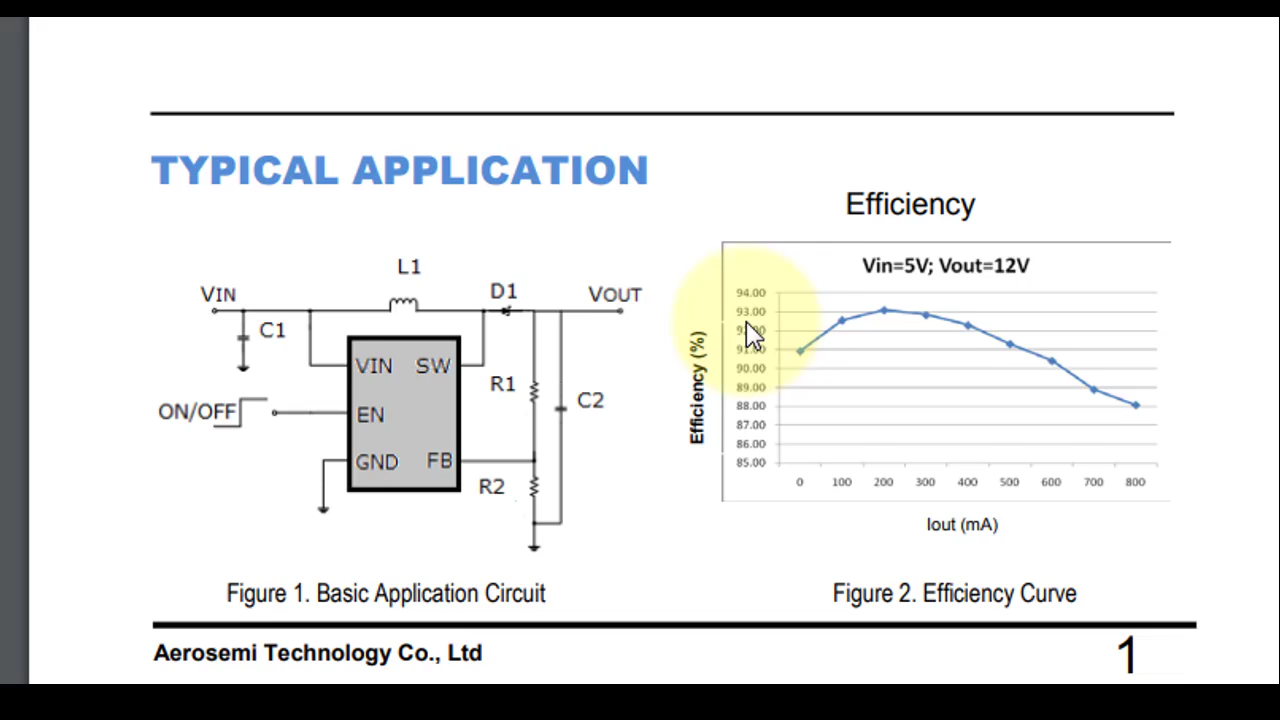 TYPICAL APPLICATION
L1
VIN
D1
VOUT
C1
VIN SW
R1
C2
ON/OFF
EN
GND FB
R2
Figure 1. Basic Application Circuit
Efficiency
Vin=5V; Vout=12V
94.00
93.00
91.00
90.00
89.00
88.00
87.00
86.00
85.00
Efficiency (%)
0 100 200 300 400 500 600 700 800
Iout (mA)
Figure 2. Efficiency Curve
Aerosemi Technology Co., Ltd
1